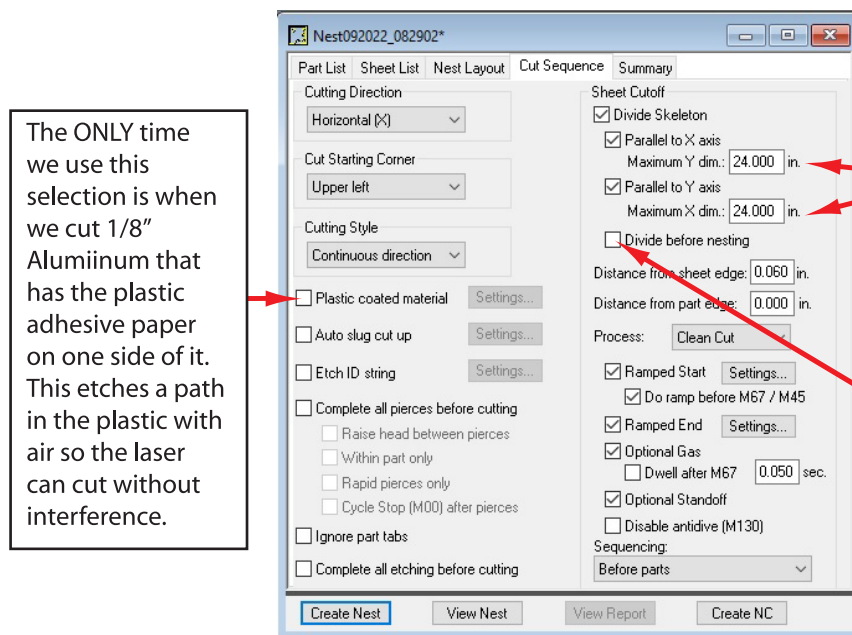 The ONLY time
we use this
selection is when
we cut 1/8”
Alumiinum that
has the plastic
adhesive paper
on one side of it.
This etches a path
in the plastic with
air so the laser
can cut without
interference.
Nest092022_082902*
Part List Sheet List Nest Layout Cut Sequence Summary
Cutting Direction
Horizontal (X)
Cut Starting Corner
Upper left
Cutting Style
Continuous direction
Plastic coated material Settings...
Auto slug cut up Settings...
Etch ID string Settings...
Complete all pierces before cutting
Raise head between pierces
Within part only
Rapid pierces only
Cycle Stop (M00) after pierces
Ignore part tabs
Complete all etching before cutting
Sheet Cutoff
Divide Skeleton
Parallel to X axis
Maximum Y dim.: 24.000 in.
Parallel to Y axis
Maximum X dim.: 24.000 in.
Divide before nesting
Distance from sheet edge: 0.060 in.
Distance from part edge: 0.000 in.
Process: Clean Cut
Ramped Start Settings...
Do ramp before M67 / M45
Ramped End Settings...
Optional Gas
Dwell after M67 0.050 sec.
Optional Standoff
Disable antidive (M130)
Sequencing:
Before parts
Create Nest View Nest View Report Create NC